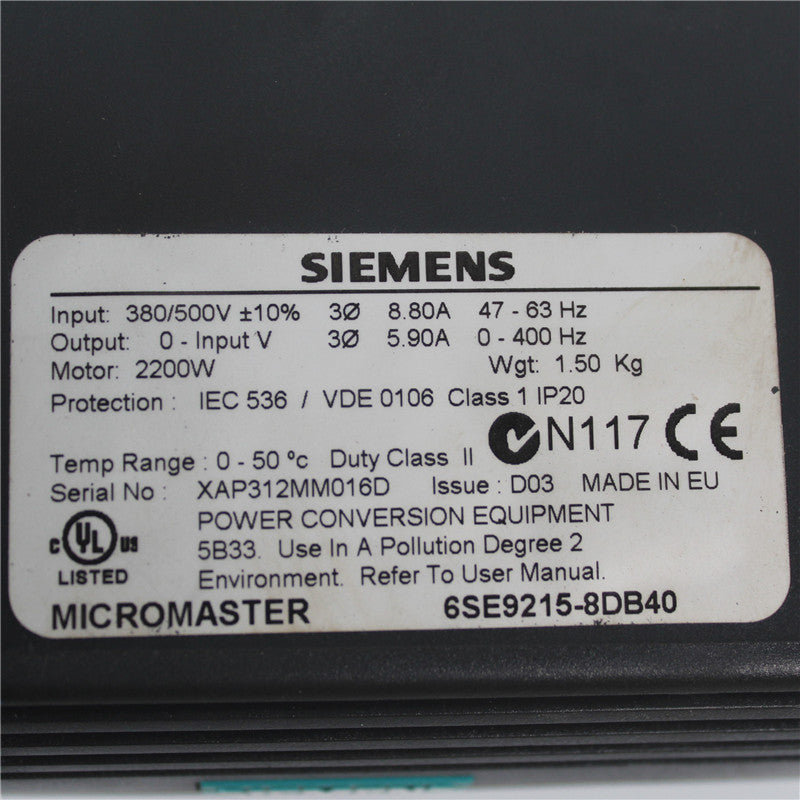 SIEMENS
Input: 380/500V ±10% 3Ø 8.80A 47 - 63 Hz
Output: 0 - Input V 3Ø 5.90A 0 - 400 Hz
Motor: 2200W Wgt: 1.50 Kg
Protection : IEC 536 / VDE 0106 Class 1 IP20
N117 CE
Temp Range : 0 - 50 ºc Duty Class II
Serial No : XAP312MM016D Issue : D03 MADE IN EU
POWER CONVERSION EQUIPMENT
C UL US 5B33. Use In A Pollution Degree 2
LISTED Environment. Refer To User Manual.
MICROMASTER 6SE9215-8DB40